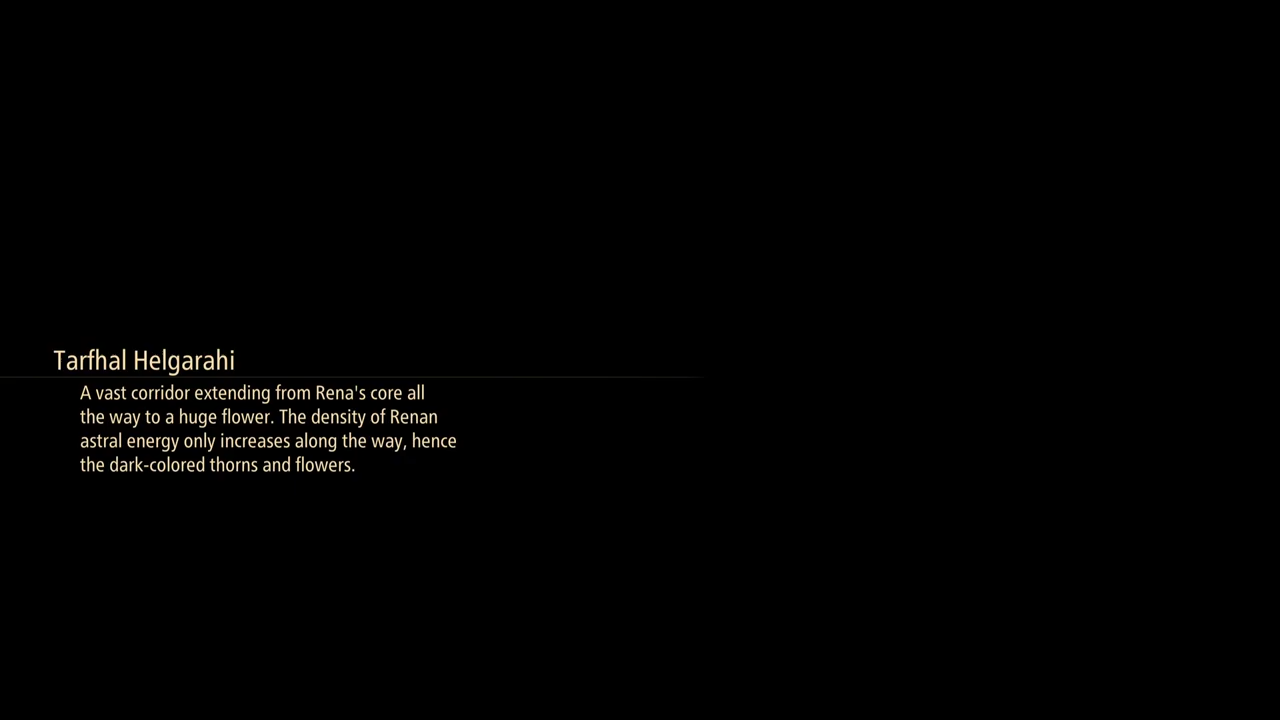 Tarfhal Helgarahi
A vast corridor extending from Rena's core all
the way to a huge flower. The density of Renan
astral energy only increases along the way, hence
the dark-colored thorns and flowers.